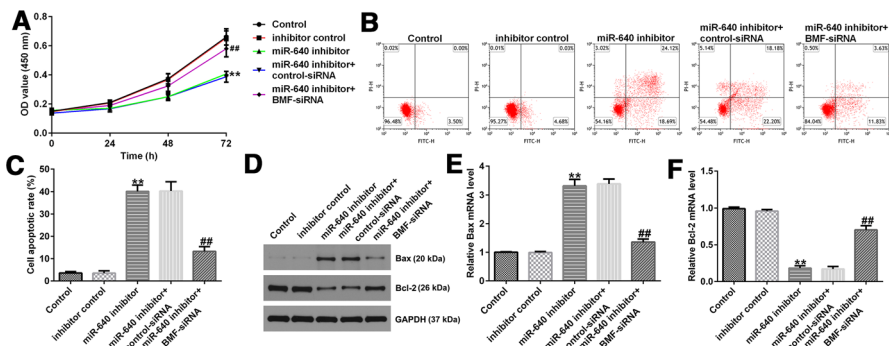 A
Control
inhibitor control
miR-640 inhibitor
miR-640 inhibitor+
control-siRNA
miR-640 inhibitor+
BMF-siRNA
OD value (450 nm)
0.8
0.6
0.4
0.2
0.0
##
**
0 24 48 72
Time (h)
B
Control
inhibitor control
miR-640 inhibitor
miR-640 inhibitor+
control-siRNA
miR-640 inhibitor+
BMF-siRNA
PI-H
0.02% 0.00%
96.48% 3.50%
FITC-H
PI-H
0.01% 0.03%
95.27% 4.68%
FITC-H
PI-H
3.02% 24.12%
54.16% 18.69%
FITC-H
PI-H
5.14% 18.18%
54.48% 22.20%
FITC-H
PI-H
0.50% 3.63%
84.04% 11.83%
FITC-H
C
Cell apoptotic rate (%)
50
40
30
20
10
0
**
##
Control
inhibitor control
miR-640 inhibitor
miR-640 inhibitor+
control-siRNA
miR-640 inhibitor+
BMF-siRNA
D
Control
inhibitor control
miR-640 inhibitor
miR-640 inhibitor+
control-siRNA
miR-640 inhibitor+
BMF-siRNA
Bax (20 kDa)
Bcl-2 (26 kDa)
GAPDH (37 kDa)
E
Relative Bax mRNA level
4
3
2
1
0
**
##
Control
inhibitor control
miR-640 inhibitor
miR-640 inhibitor+
control-siRNA
miR-640 inhibitor+
BMF-siRNA
F
Relative Bcl-2 mRNA level
1.5
1.0
0.5
0.0
**
##
Control
inhibitor control
miR-640 inhibitor
miR-640 inhibitor+
control-siRNA
miR-640 inhibitor+
BMF-siRNA